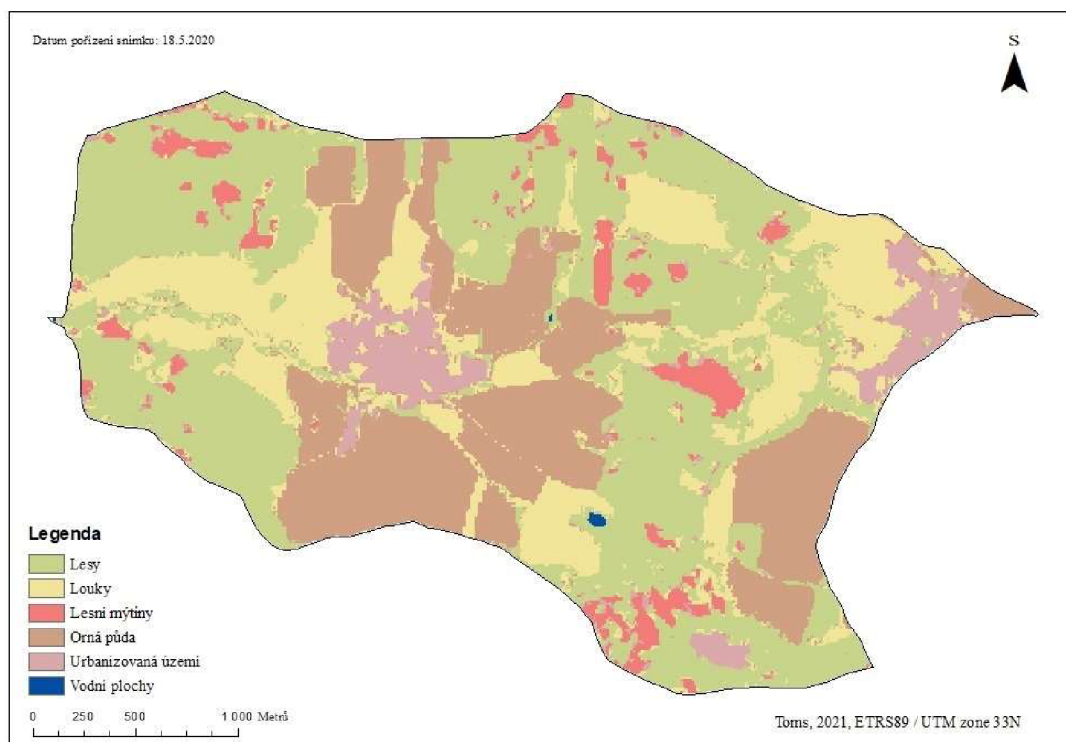 Datum pořízení snímku: 18.5.2020
S
Legenda
Lesy
Louky
Lesní mýtiny
Orná půda
Urbanizovaná území
Vodní plochy
0 250 500 1 000 Metrů
Toms, 2021, ETRS89 / UTM zone 33N